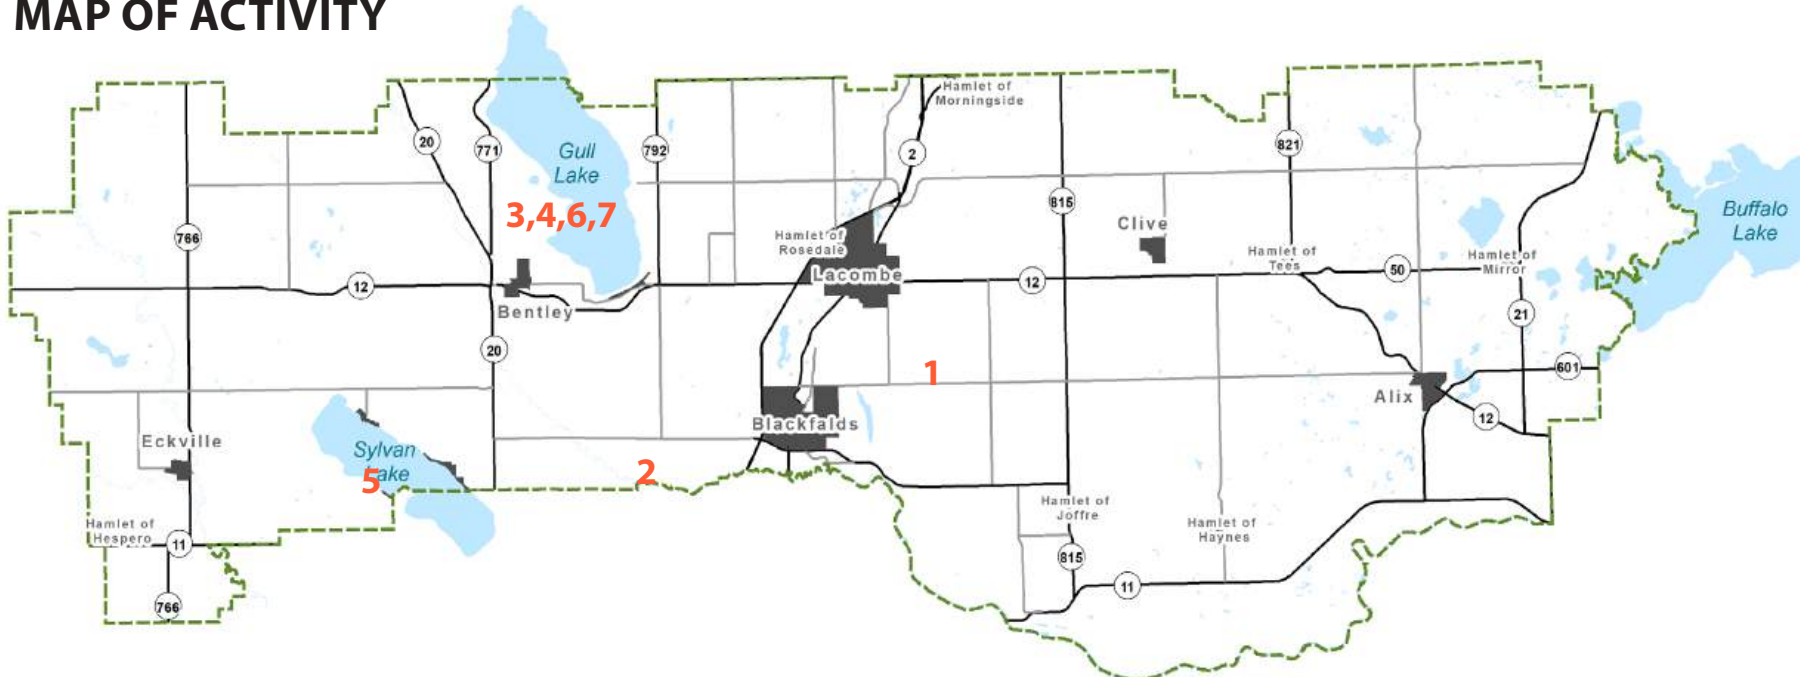 MAP OF ACTIVITY
Hamlet of
Morningside
20
771
Gull
Lake
792
2
821
815
3,4,6,7
766
Hamlet of
Rosedale
Clive
Buffalo
Lake
Lacombe
Hamlet of
Tees
50
Hamlet of
Mirror
12
12
Bentley
21
20
1
601
Alix
12
Blackfalds
Eckville
Sylvan
Lake
5
2
Hamlet of
Joffre
Hamlet of
Haynes
Hamlet of
Hespero
11
815
11
766